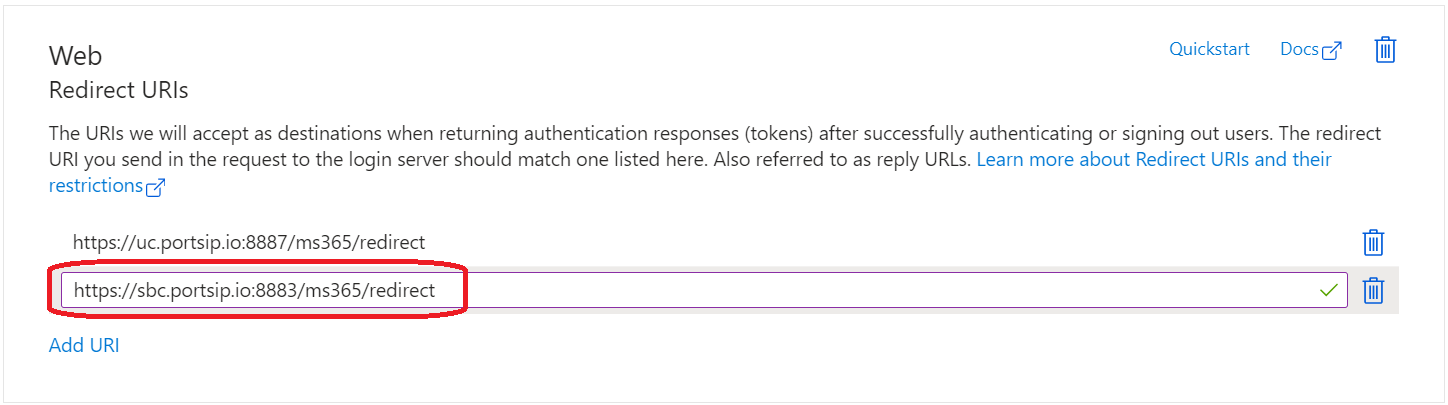 Web
Quickstart Docs
Redirect URIs
The URIs we will accept as destinations when returning authentication responses (tokens) after successfully authenticating or signing out users. The redirect
URI you send in the request to the login server should match one listed here. Also referred to as reply URLs. Learn more about Redirect URIs and their
restrictions
https://uc.portsip.io:8887/ms365/redirect
https://sbc.portsip.io:8883/ms365/redirect
Add URI